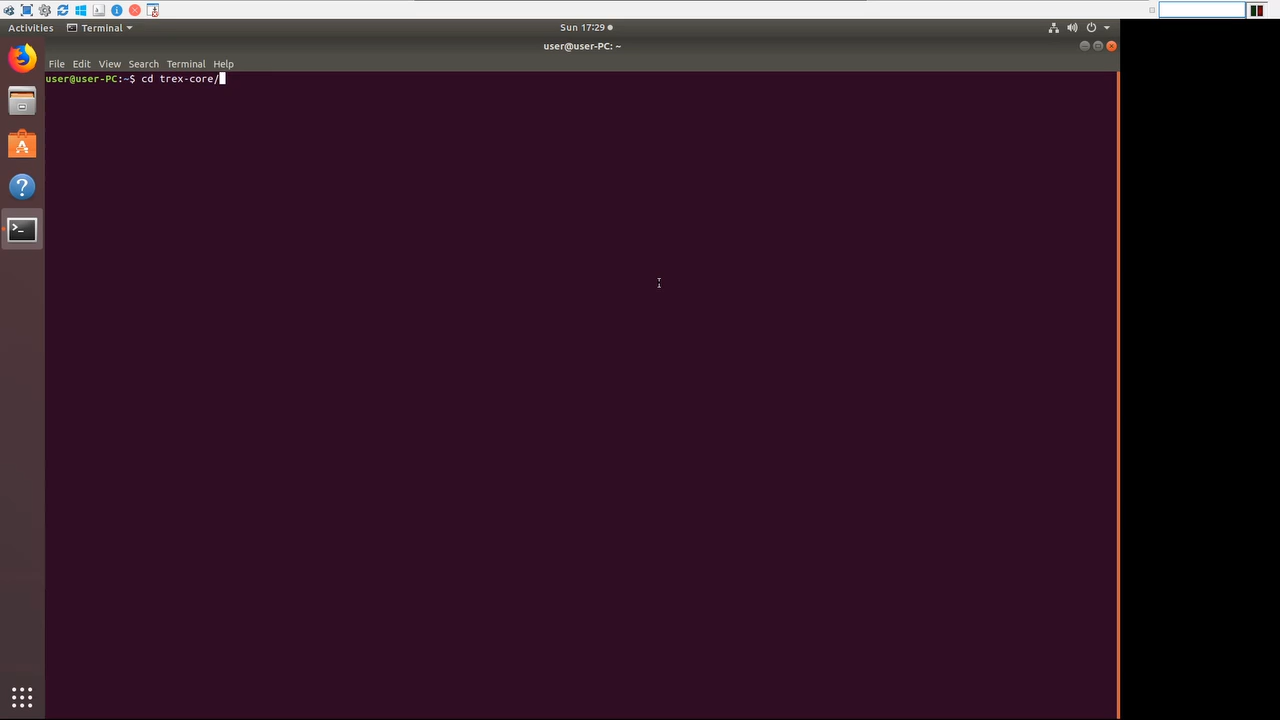 Activities
Terminal
Sun 17:29
user@user-PC: ~
File Edit View Search Terminal Help
user@user-PC:~$ cd trex-core/